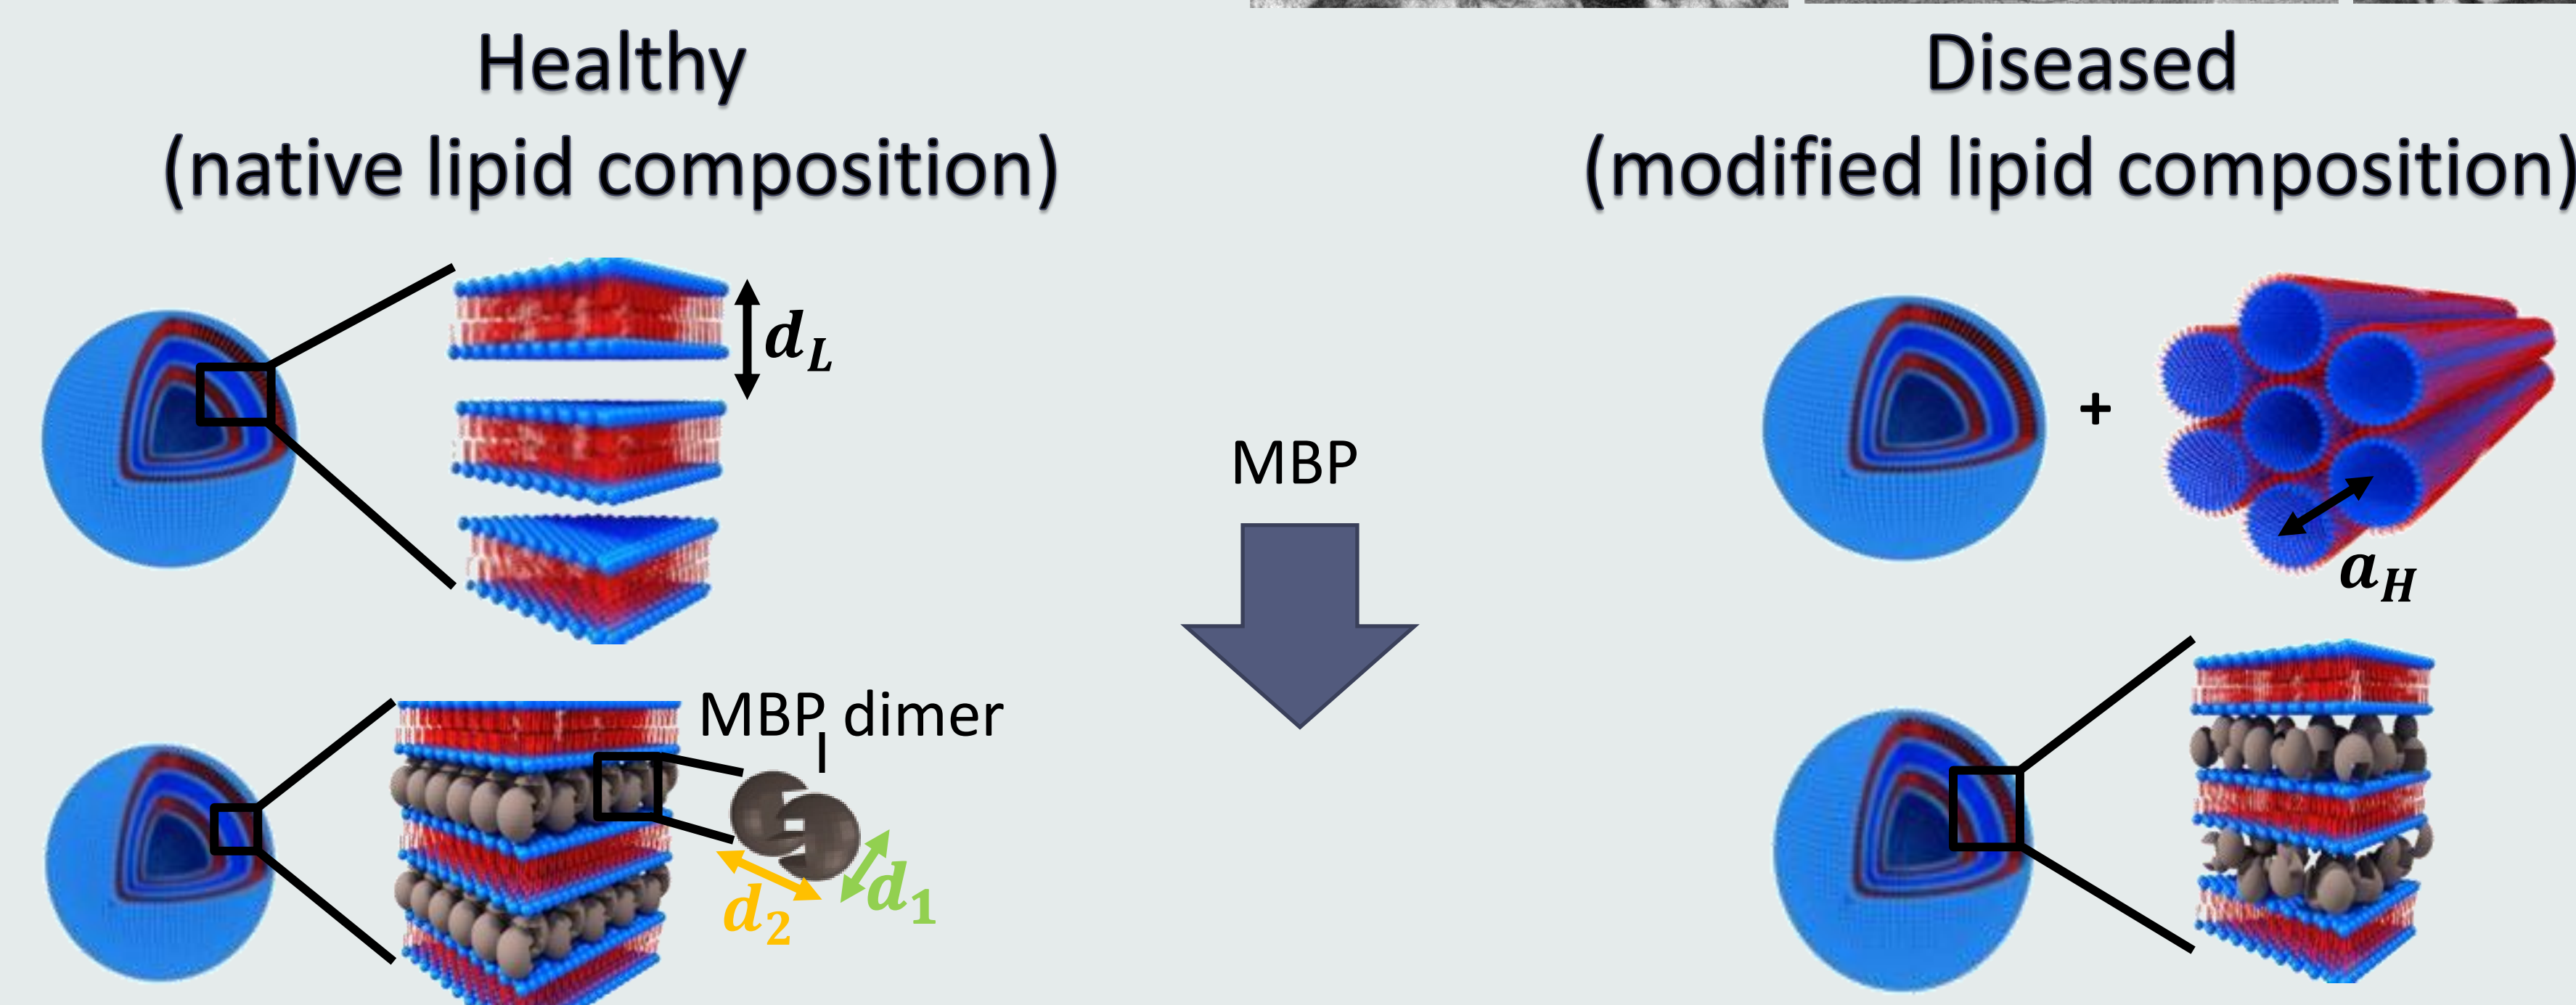 Healthy
(native lipid composition)
Diseased
(modified lipid composition)
d_L
MBP
+
a_H
MBP dimer
d_2
d_1